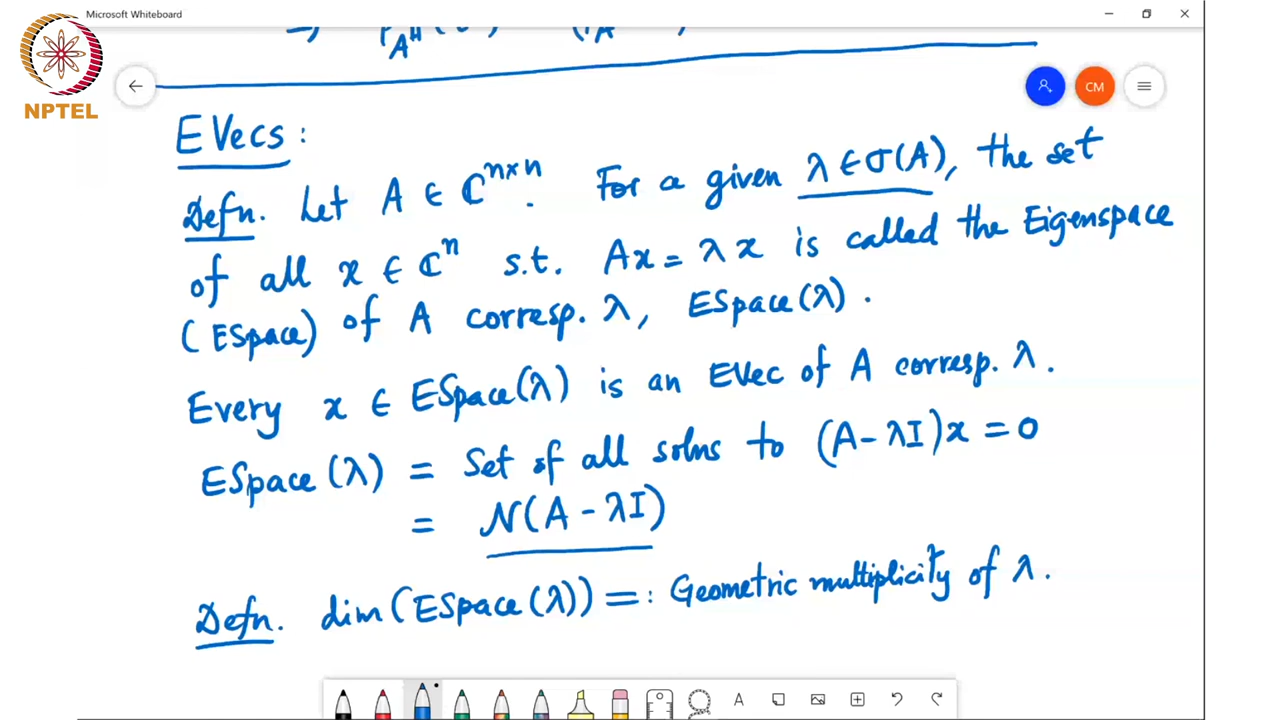 Microsoft Whiteboard
NPTEL
CM
EVecs:
Defn. Let A ∈ ℂ^{n×n}. For a given λ ∈ σ(A), the set
of all x ∈ ℂ^n s.t. Ax = λx is called the Eigenspace
(ESpace) of A corresp. λ, ESpace(λ).
Every x ∈ ESpace(λ) is an EVec of A corresp. λ.
ESpace(λ) = Set of all solns to (A - λI)x = 0
= N(A - λI)
Defn. dim(ESpace(λ)) =: Geometric multiplicity of λ.
A